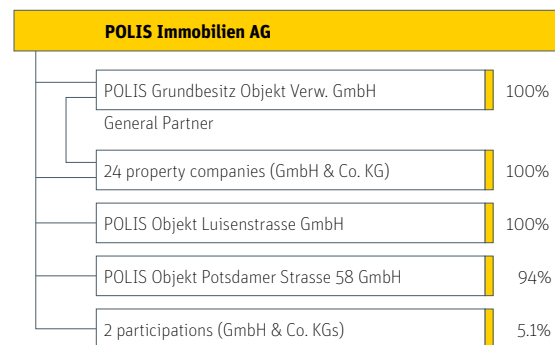 POLIS Immobilien AG
POLIS Grundbesitz Objekt Verw. GmbH 100%
General Partner
24 property companies (GmbH & Co. KG) 100%
POLIS Objekt Luisenstrasse GmbH 100%
POLIS Objekt Potsdamer Strasse 58 GmbH 94%
2 participations (GmbH & Co. KGs) 5.1%